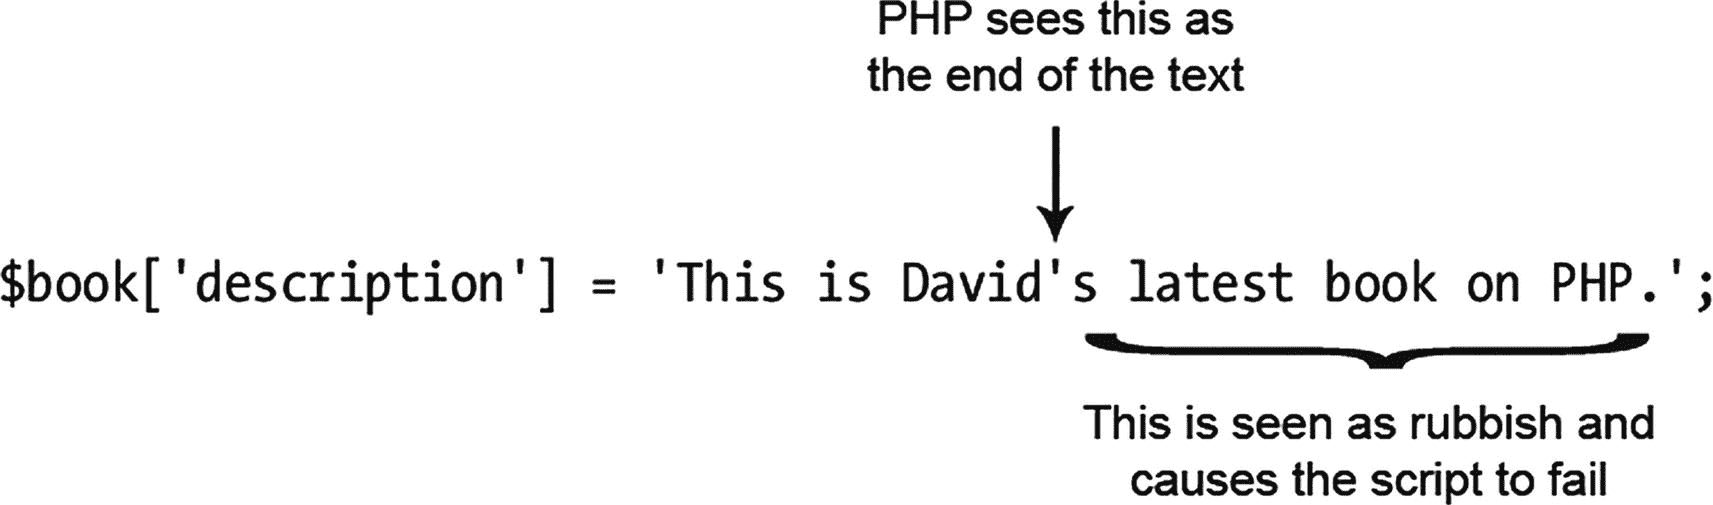 PHP sees this as
the end of the text
$book['description'] = 'This is David's latest book on PHP.';
This is seen as rubbish and
causes the script to fail